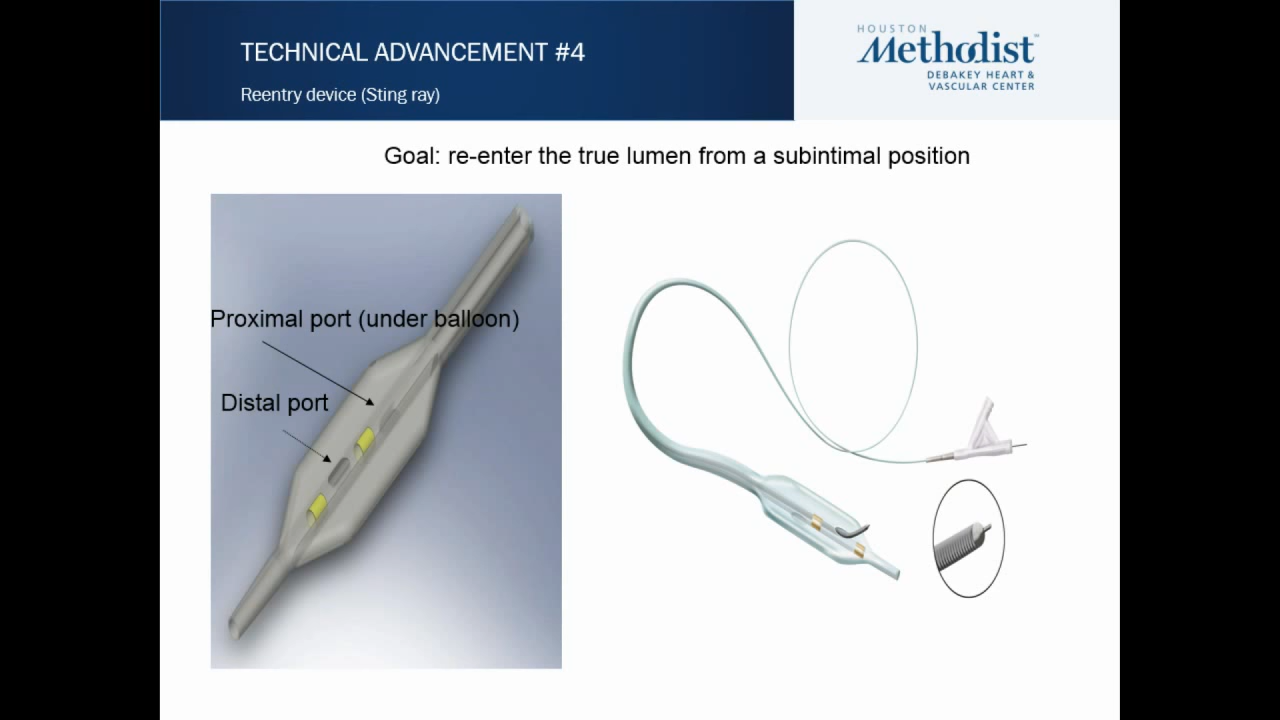 TECHNICAL ADVANCEMENT #4
Reentry device (Sting ray)
HOUSTON
Methodist
DEBAKEY HEART &
VASCULAR CENTER
Goal: re-enter the true lumen from a subintimal position
Proximal port (under balloon)
Distal port